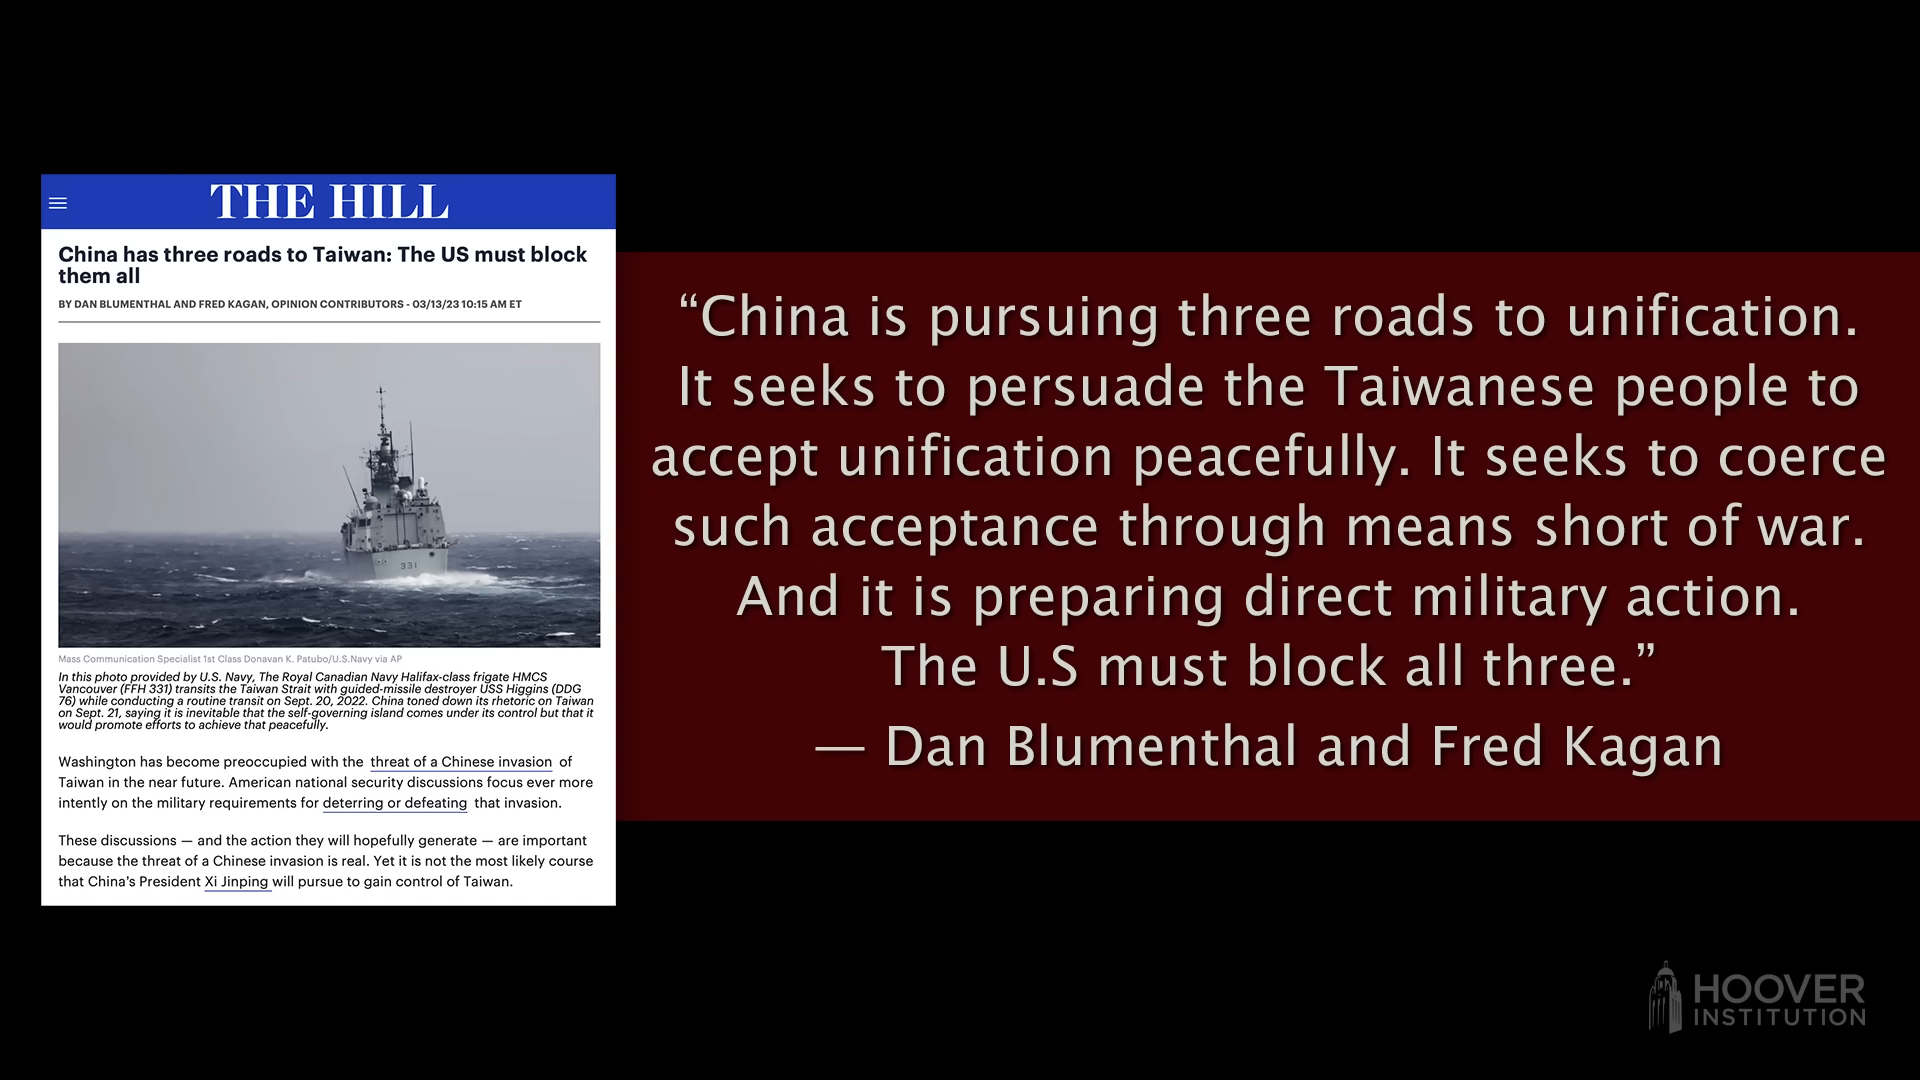 THE HILL
China has three roads to Taiwan: The US must block
them all
BY DAN BLUMENTHAL AND FRED KAGAN, OPINION CONTRIBUTORS - 03/13/23 10:15 AM ET
331
Mass Communication Specialist 1st Class Donavan K. Patubo/U.S.Navy via AP
In this photo provided by U.S. Navy, The Royal Canadian Navy Halifax-class frigate HMCS
Vancouver (FFH 331) transits the Taiwan Strait with guided-missile destroyer USS Higgins (DDG
76) while conducting a routine transit on Sept. 20, 2022. China toned down its rhetoric on Taiwan
on Sept. 21, saying it is inevitable that the self-governing island comes under its control but that it
would promote efforts to achieve that peacefully.
Washington has become preoccupied with the threat of a Chinese invasion of
Taiwan in the near future. American national security discussions focus ever more
intently on the military requirements for deterring or defeating that invasion.
These discussions — and the action they will hopefully generate — are important
because the threat of a Chinese invasion is real. Yet it is not the most likely course
that China's President Xi Jinping will pursue to gain control of Taiwan.
“China is pursuing three roads to unification.
It seeks to persuade the Taiwanese people to
accept unification peacefully. It seeks to coerce
such acceptance through means short of war.
And it is preparing direct military action.
The U.S must block all three.”
— Dan Blumenthal and Fred Kagan
HOOVER
INSTITUTION